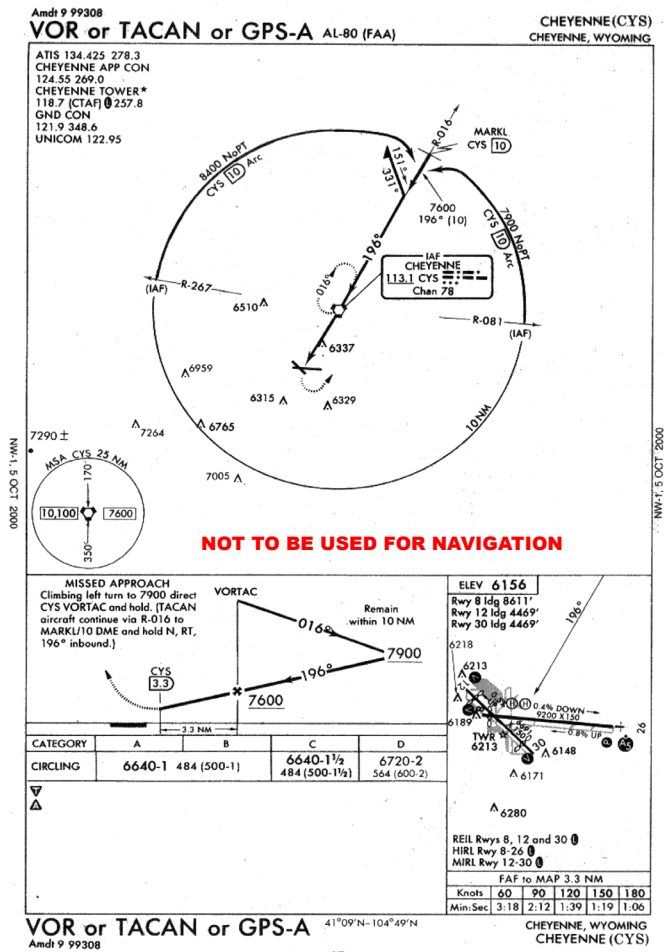 Amdt 9 99308
VOR or TACAN or GPS-A AL-80 (FAA)
CHEYENNE (CYS)
CHEYENNE, WYOMING
ATIS 134.425 278.3
CHEYENNE APP CON
124.55 269.0
CHEYENNE TOWER*
118.7 (CTAF) L 257.8
GND CON
121.9 348.6
UNICOM 122.95
R-016
MARKL
CYS 10
8400 NoPT
CYS 10 Arc
151°
331°
7600
196° (10)
7900 NoPT
CYS 10 Arc
196°
IAF
CHEYENNE
113.1 CYS
Chan 78
016°
R-267
(IAF)
6510
R-081
(IAF)
6337
6959
6315
6329
10 NM
7264
6765
7290 ±
7005
MSA CYS 25 NM
170°
10,100
7600
350°
NW-1, 5 OCT 2000
NW-1, 5 OCT 2000
NOT TO BE USED FOR NAVIGATION
MISSED APPROACH
Climbing left turn to 7900 direct
CYS VORTAC and hold. (TACAN
aircraft continue via R-016 to
MARKL/10 DME and hold N, RT,
196° inbound.)
VORTAC
016°
Remain
within 10 NM
7900
196°
CYS
3.3
7600
3.3 NM
CATEGORY A B C D
CIRCLING 6640-1 484 (500-1) 6640-1½ 484 (500-1½) 6720-2 564 (600-2)
T
A
ELEV 6156
Rwy 8 ldg 8611'
Rwy 12 ldg 4469'
Rwy 30 ldg 4469'
196°
6218
6213
12
H H
0.4% DOWN
9200 X150
0.8% UP
26
6189
8
TWR
6213
30
6148
6171
6280
REIL Rwys 8, 12 and 30 L
HIRL Rwy 8-26 L
MIRL Rwy 12-30 L
FAF to MAP 3.3 NM
Knots 60 90 120 150 180
Min:Sec 3:18 2:12 1:39 1:19 1:06
VOR or TACAN or GPS-A
Amdt 9 99308
41°09'N-104°49'N
CHEYENNE, WYOMING
CHEYENNE (CYS)